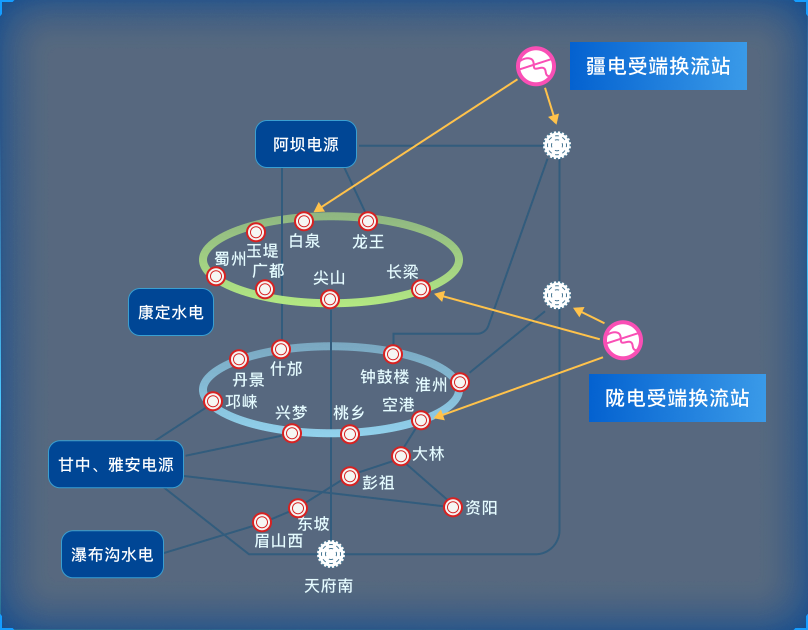 疆电受端换流站
阿坝电源
白泉
龙王
玉堤
蜀州
广都
尖山
长梁
康定水电
陇电受端换流站
什邡
丹景
钟鼓楼
淮州
邛崃
兴梦
桃乡
空港
甘中、雅安电源
大林
彭祖
资阳
东坡
眉山西
瀑布沟水电
天府南